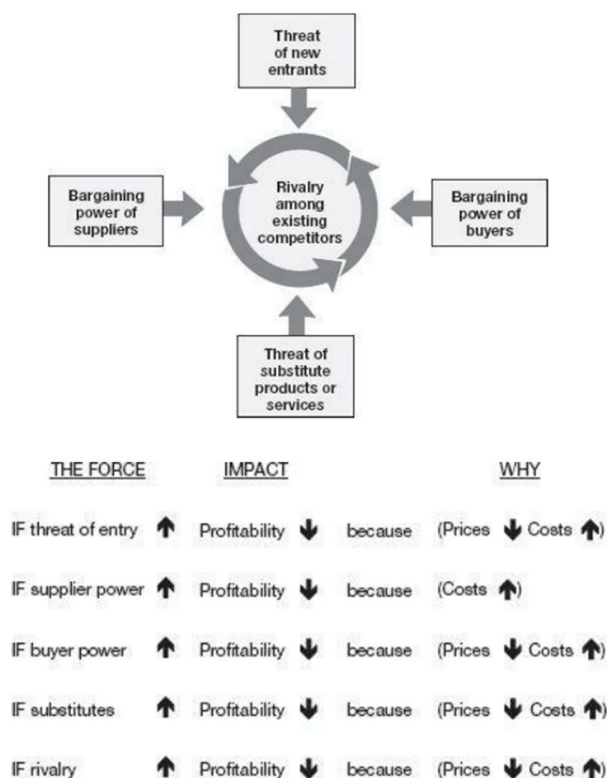 Threat
of new
entrants
Bargaining
power of
suppliers
Rivalry
among
existing
competitors
Bargaining
power of
buyers
Threat of
substitute
products or
services
THE FORCE IMPACT WHY
IF threat of entry ↑ Profitability ↓ because (Prices ↓ Costs ↑)
IF supplier power ↑ Profitability ↓ because (Costs ↑)
IF buyer power ↑ Profitability ↓ because (Prices ↓ Costs ↑)
IF substitutes ↑ Profitability ↓ because (Prices ↓ Costs ↑)
IF rivalry ↑ Profitability ↓ because (Prices ↓ Costs ↑)